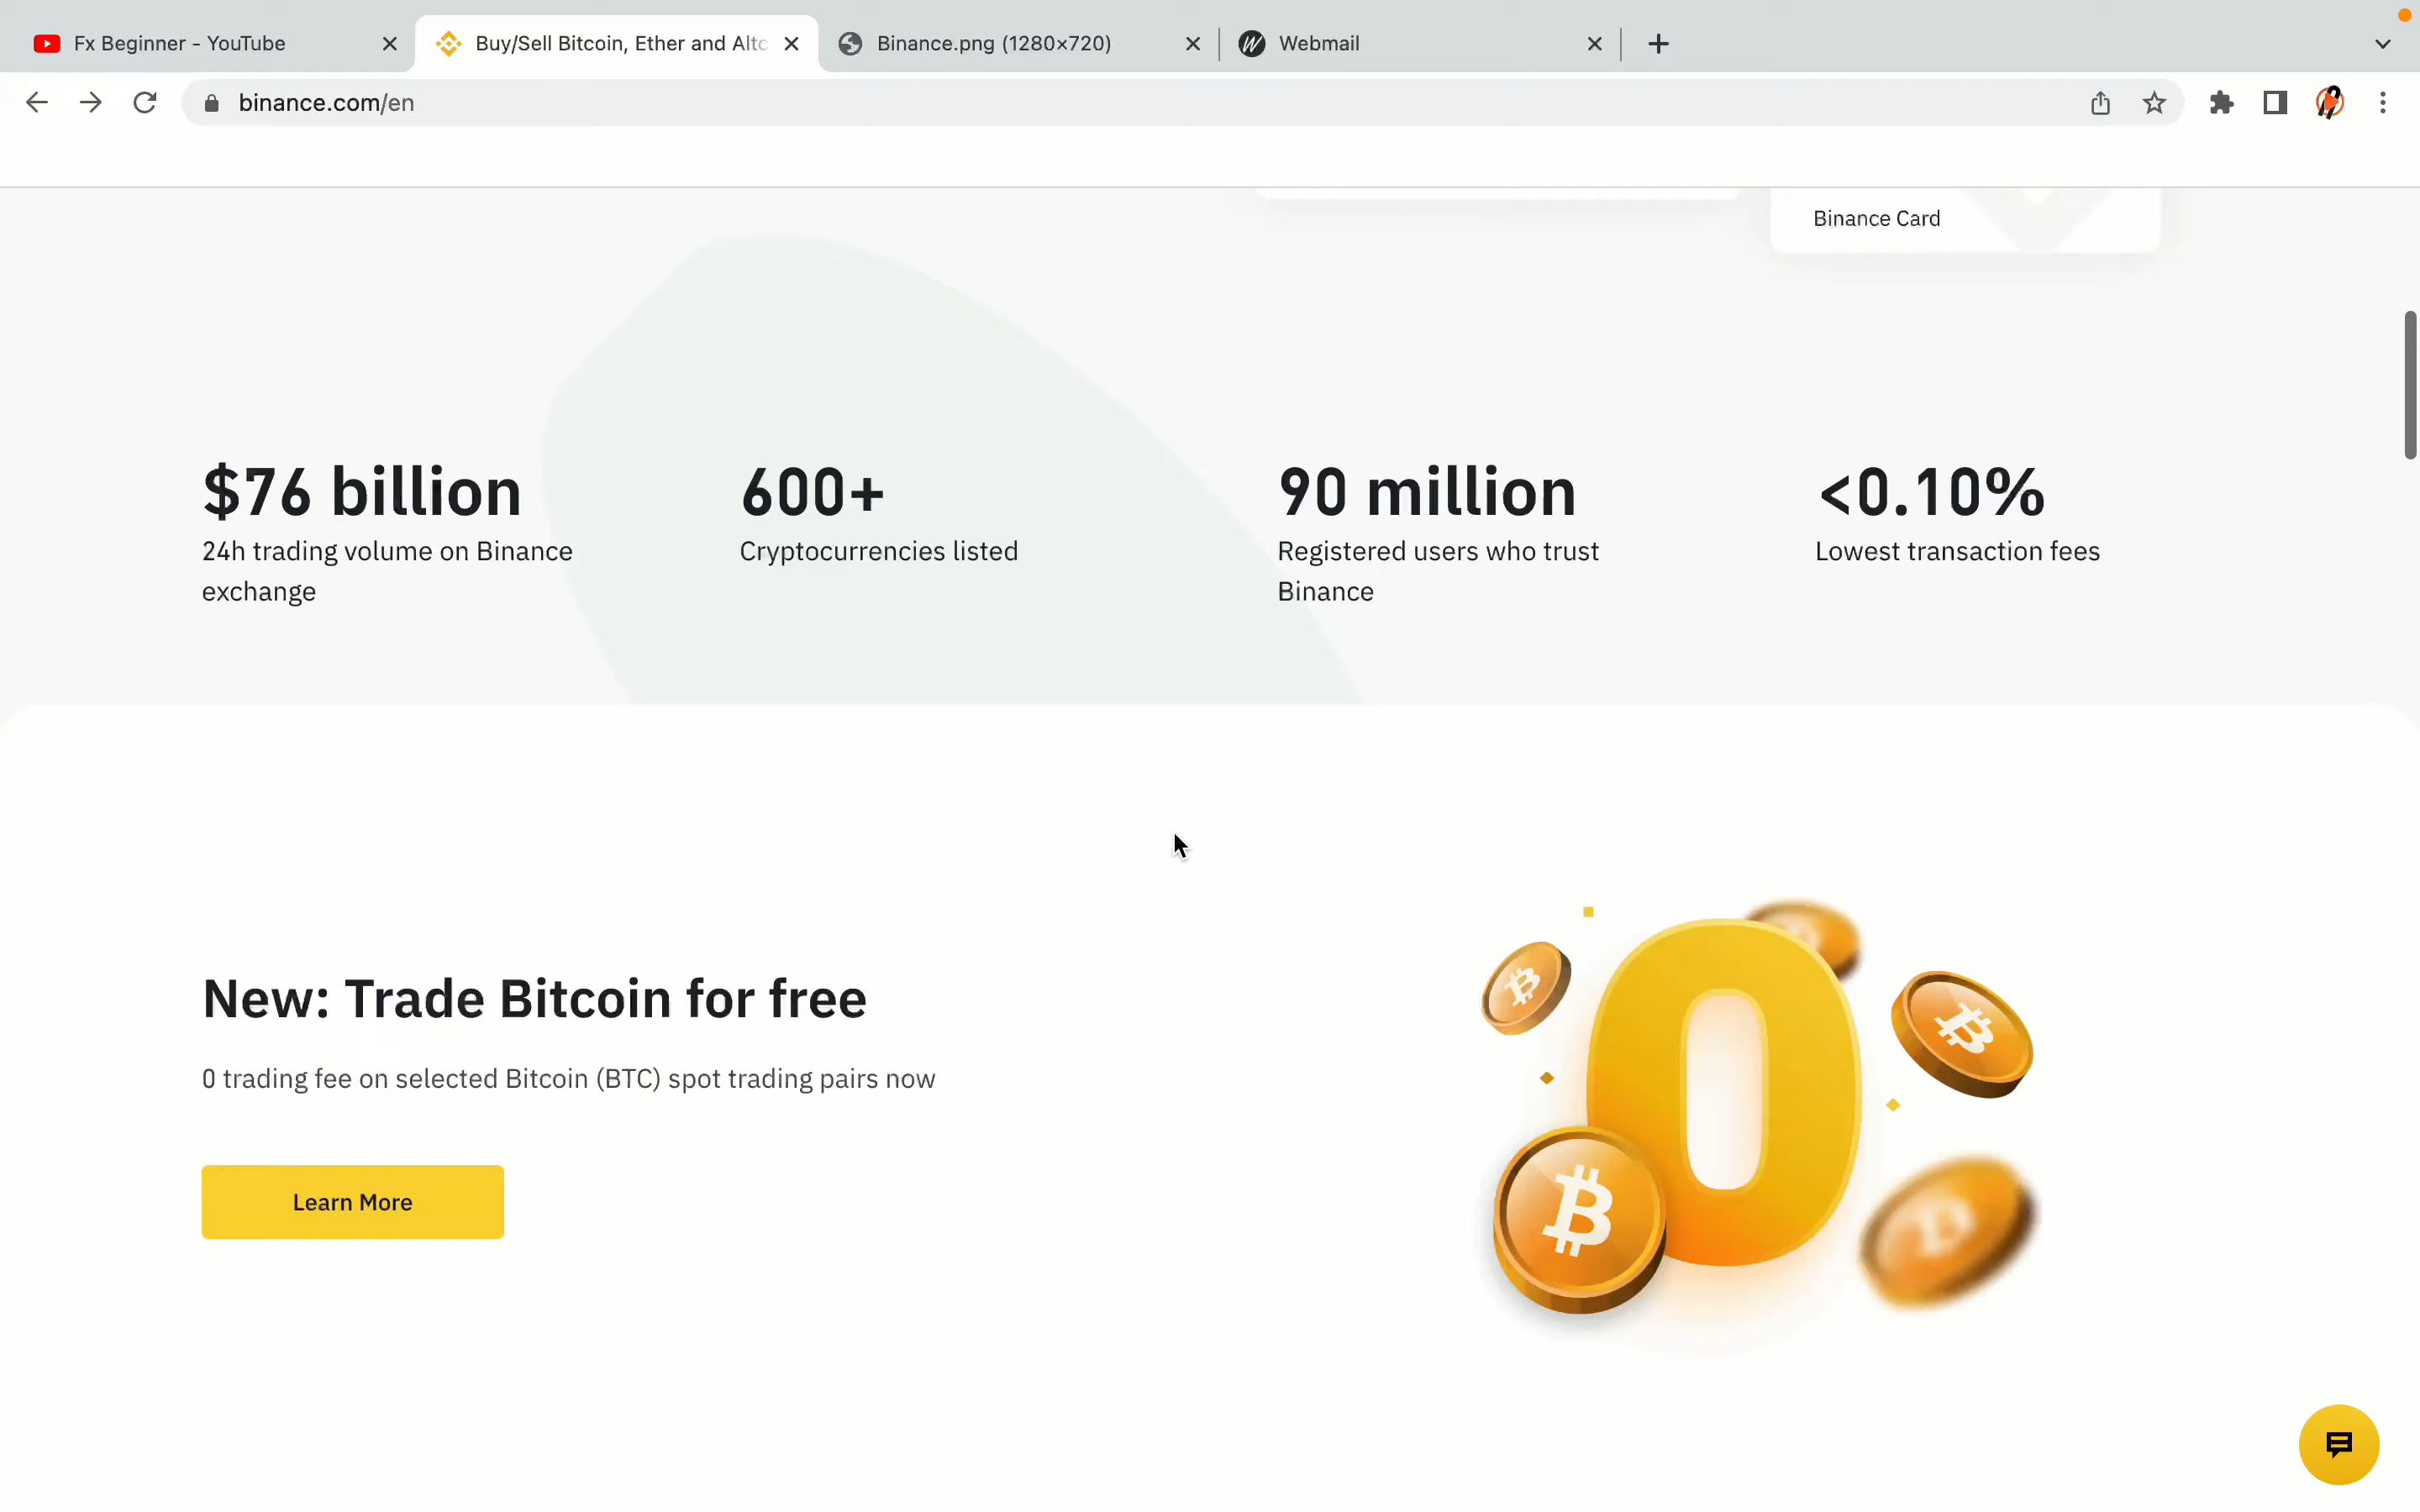 Fx Beginner - YouTube
Buy/Sell Bitcoin, Ether and Altc
Binance.png (1280×720)
Webmail
binance.com/en
Binance Card
$76 billion
24h trading volume on Binance
exchange
600+
Cryptocurrencies listed
90 million
Registered users who trust
Binance
<0.10%
Lowest transaction fees
New: Trade Bitcoin for free
0 trading fee on selected Bitcoin (BTC) spot trading pairs now
Learn More
0